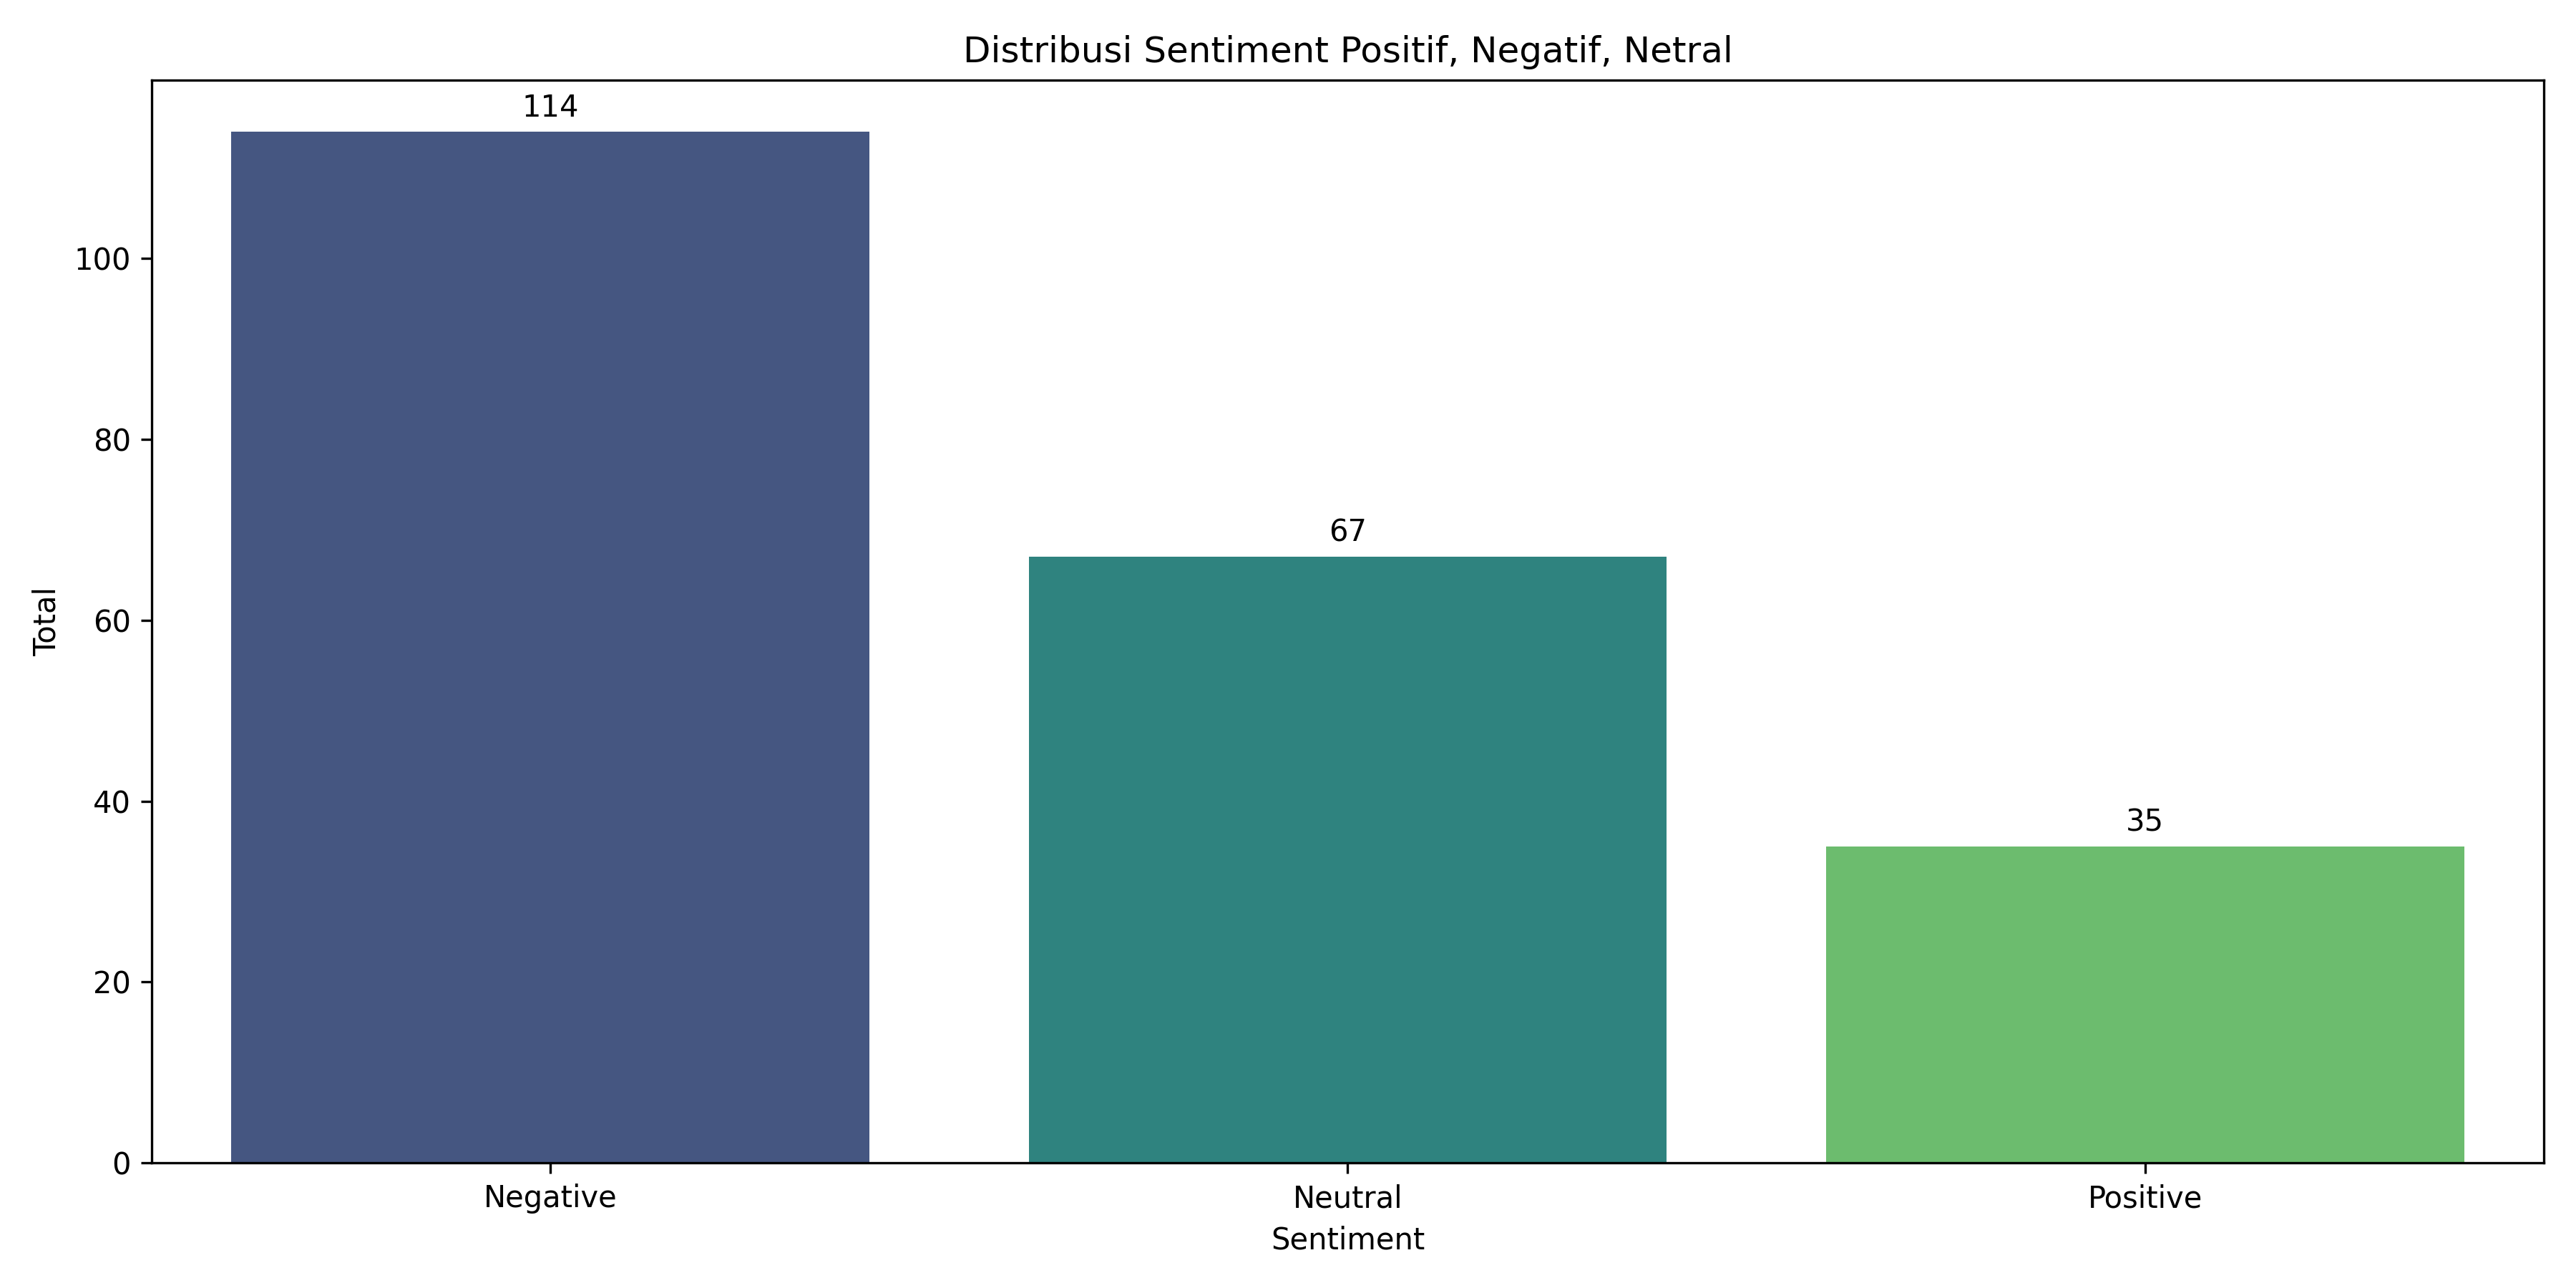 Distribusi Sentiment Positif, Negatif, Netral
114
100
80
67
Total
60
40
35
20
0
Negative
Neutral
Positive
Sentiment